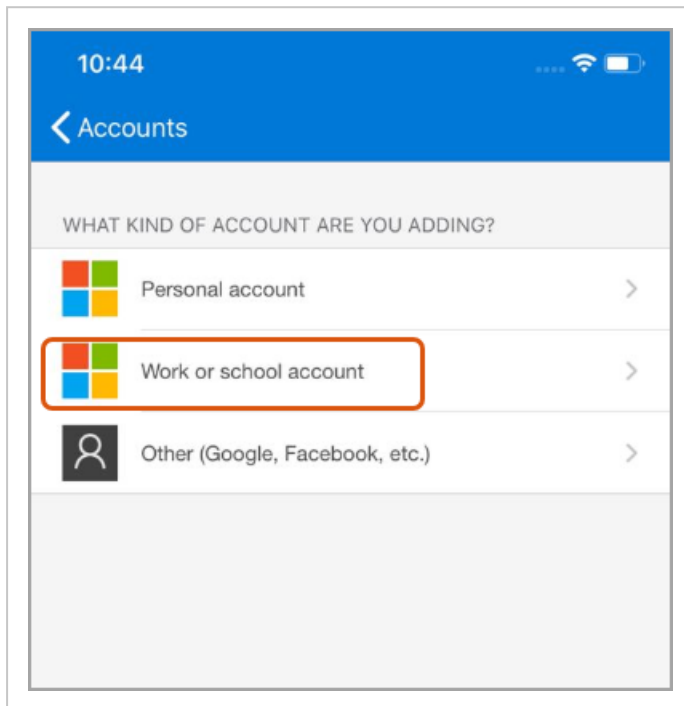 10:44
Accounts
WHAT KIND OF ACCOUNT ARE YOU ADDING?
Personal account
Work or school account
Other (Google, Facebook, etc.)